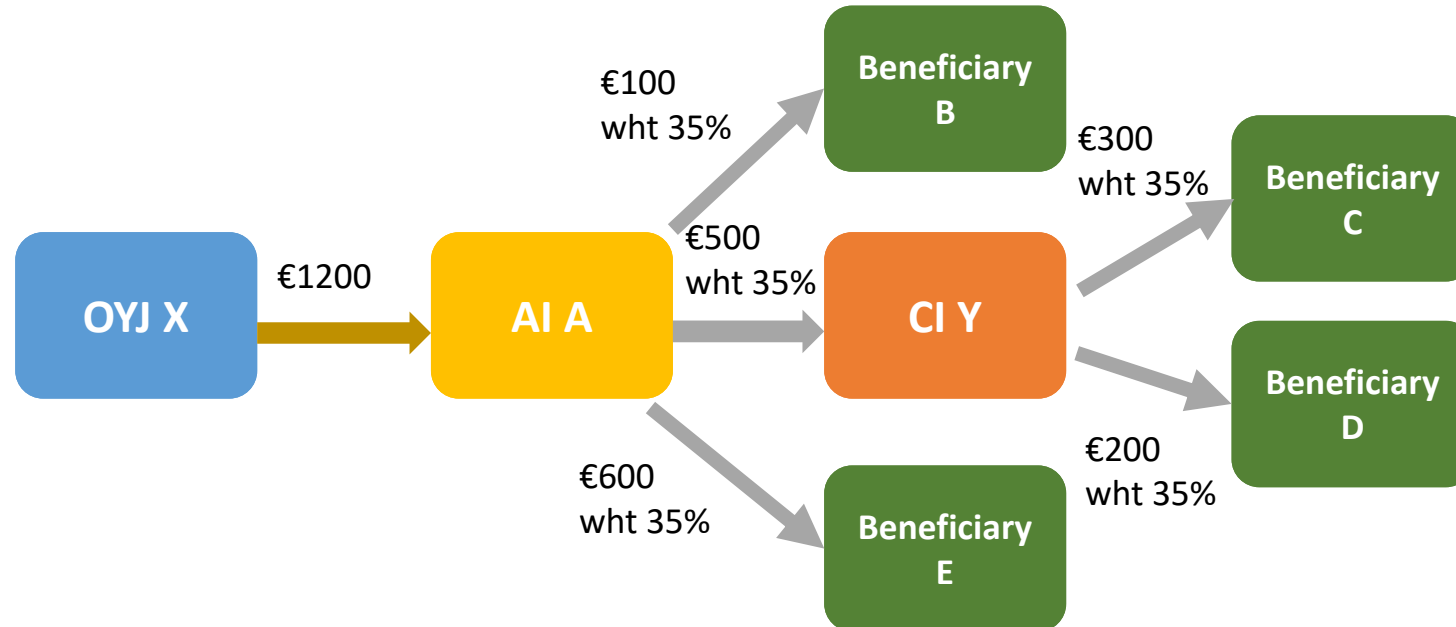 €100
wht 35%
Beneficiary
B
€300
wht 35%
Beneficiary
C
OYJ X
€1200
AI A
€500
wht 35%
CI Y
€600
wht 35%
Beneficiary
E
€200
wht 35%
Beneficiary
D